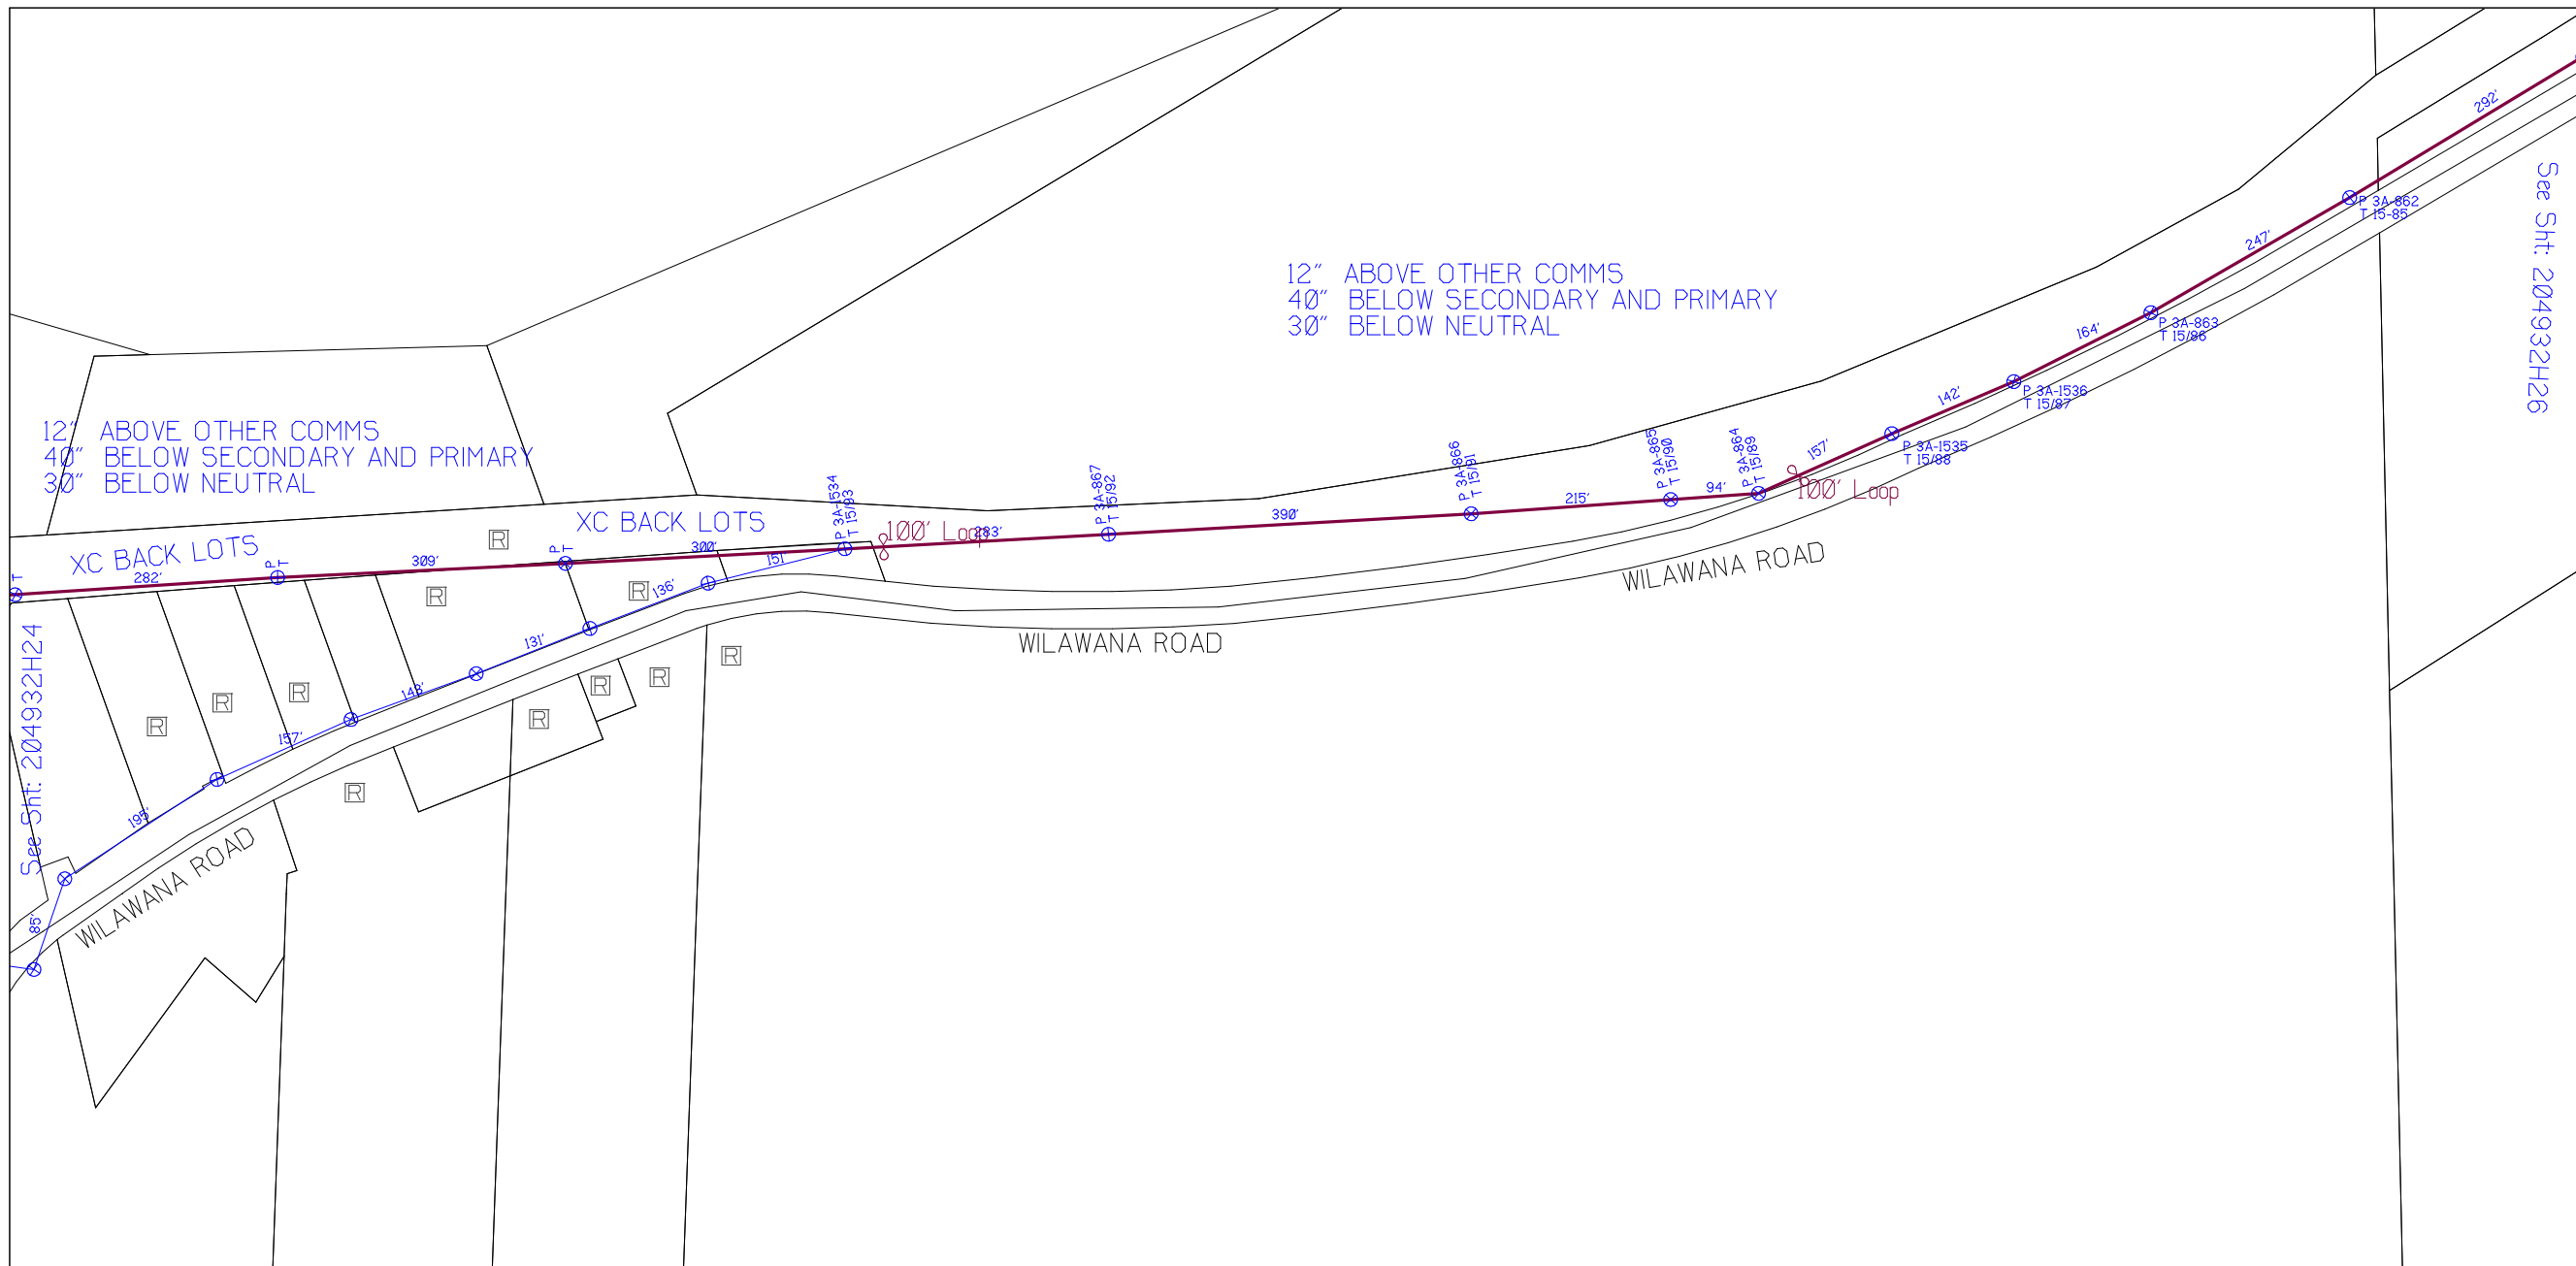 292'
See Sht: 204932H26
P 3A-862
T 15-85
247'
12" ABOVE OTHER COMMS
40" BELOW SECONDARY AND PRIMARY
30" BELOW NEUTRAL
P 3A-863
T 15/86
164'
P 3A-1536
T 15/87
142'
P 3A-1535
T 15/88
157'
12" ABOVE OTHER COMMS
40" BELOW SECONDARY AND PRIMARY
30" BELOW NEUTRAL
P 3A-864
T 15/89
100' Loop
94'
P 3A-865
T 15/90
215'
P 3A-866
T 15/91
390'
P 3A-867
T 15/92
283'
100' Loop
P 3A-1534
T 15/93
XC BACK LOTS
300'
151'
P
T
R
309'
XC BACK LOTS
P
T
282'
T
R
R
136'
131'
WILAWANA ROAD
WILAWANA ROAD
R
R
R
R
R
R
R
148'
157'
R
195'
See Sht: 204932H24
WILAWANA ROAD
85'